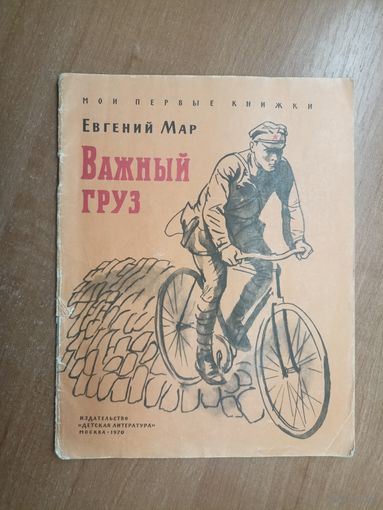 МОИ ПЕРВЫЕ КНИЖКИ
ЕВГЕНИЙ МАР
ВАЖНЫЙ
ГРУЗ
ИЗДАТЕЛЬСТВО
«ДЕТСКАЯ ЛИТЕРАТУРА»
МОСКВА–1970